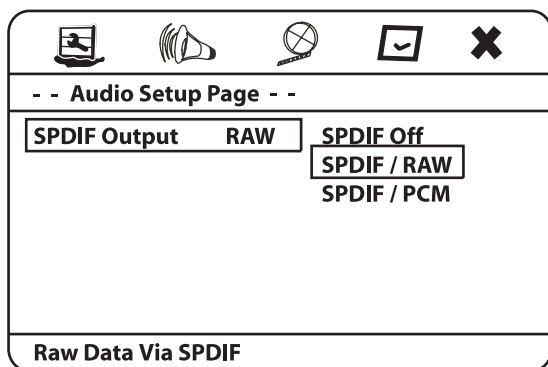 - - Audio Setup Page - -
SPDIF Output RAW SPDIF Off
SPDIF / RAW
SPDIF / PCM
Raw Data Via SPDIF